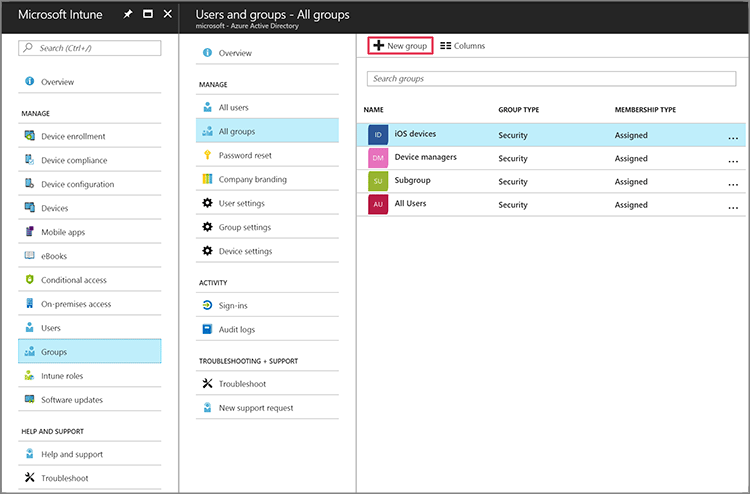 Microsoft Intune
Search (Ctrl+/)
Overview
MANAGE
Device enrollment
Device compliance
Device configuration
Devices
Mobile apps
eBooks
Conditional access
On-premises access
Users
Groups
Intune roles
Software updates
HELP AND SUPPORT
Help and support
Troubleshoot
Users and groups - All groups
microsoft - Azure Active Directory
Overview
MANAGE
All users
All groups
Password reset
Company branding
User settings
Group settings
Device settings
ACTIVITY
Sign-ins
Audit logs
TROUBLESHOOTING + SUPPORT
Troubleshoot
New support request
New group Columns
Search groups
NAME GROUP TYPE MEMBERSHIP TYPE
ID iOS devices Security Assigned ...
DM Device managers Security Assigned ...
SU Subgroup Security Assigned ...
AU All Users Security Assigned ...